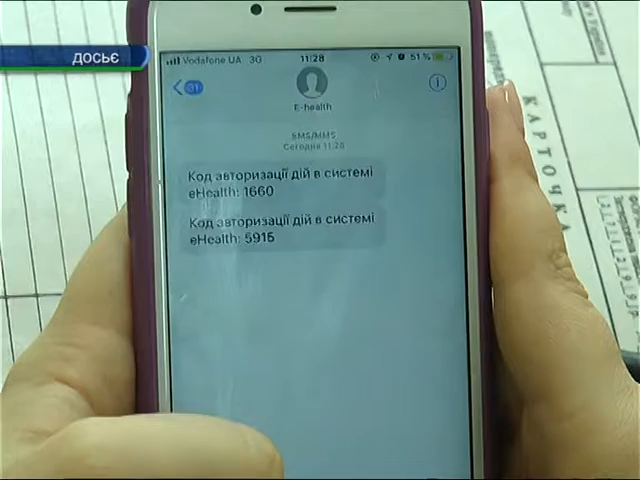 ДОСЬЄ
Vodafone UA 3G
11:28
51 %
31
E-health
SMS/MMS
Сегодня 11:28
Код авторизації дій в системі
eHealth: 1660
Код авторизації дій в системі
eHealth: 5915
КАРТОЧКА